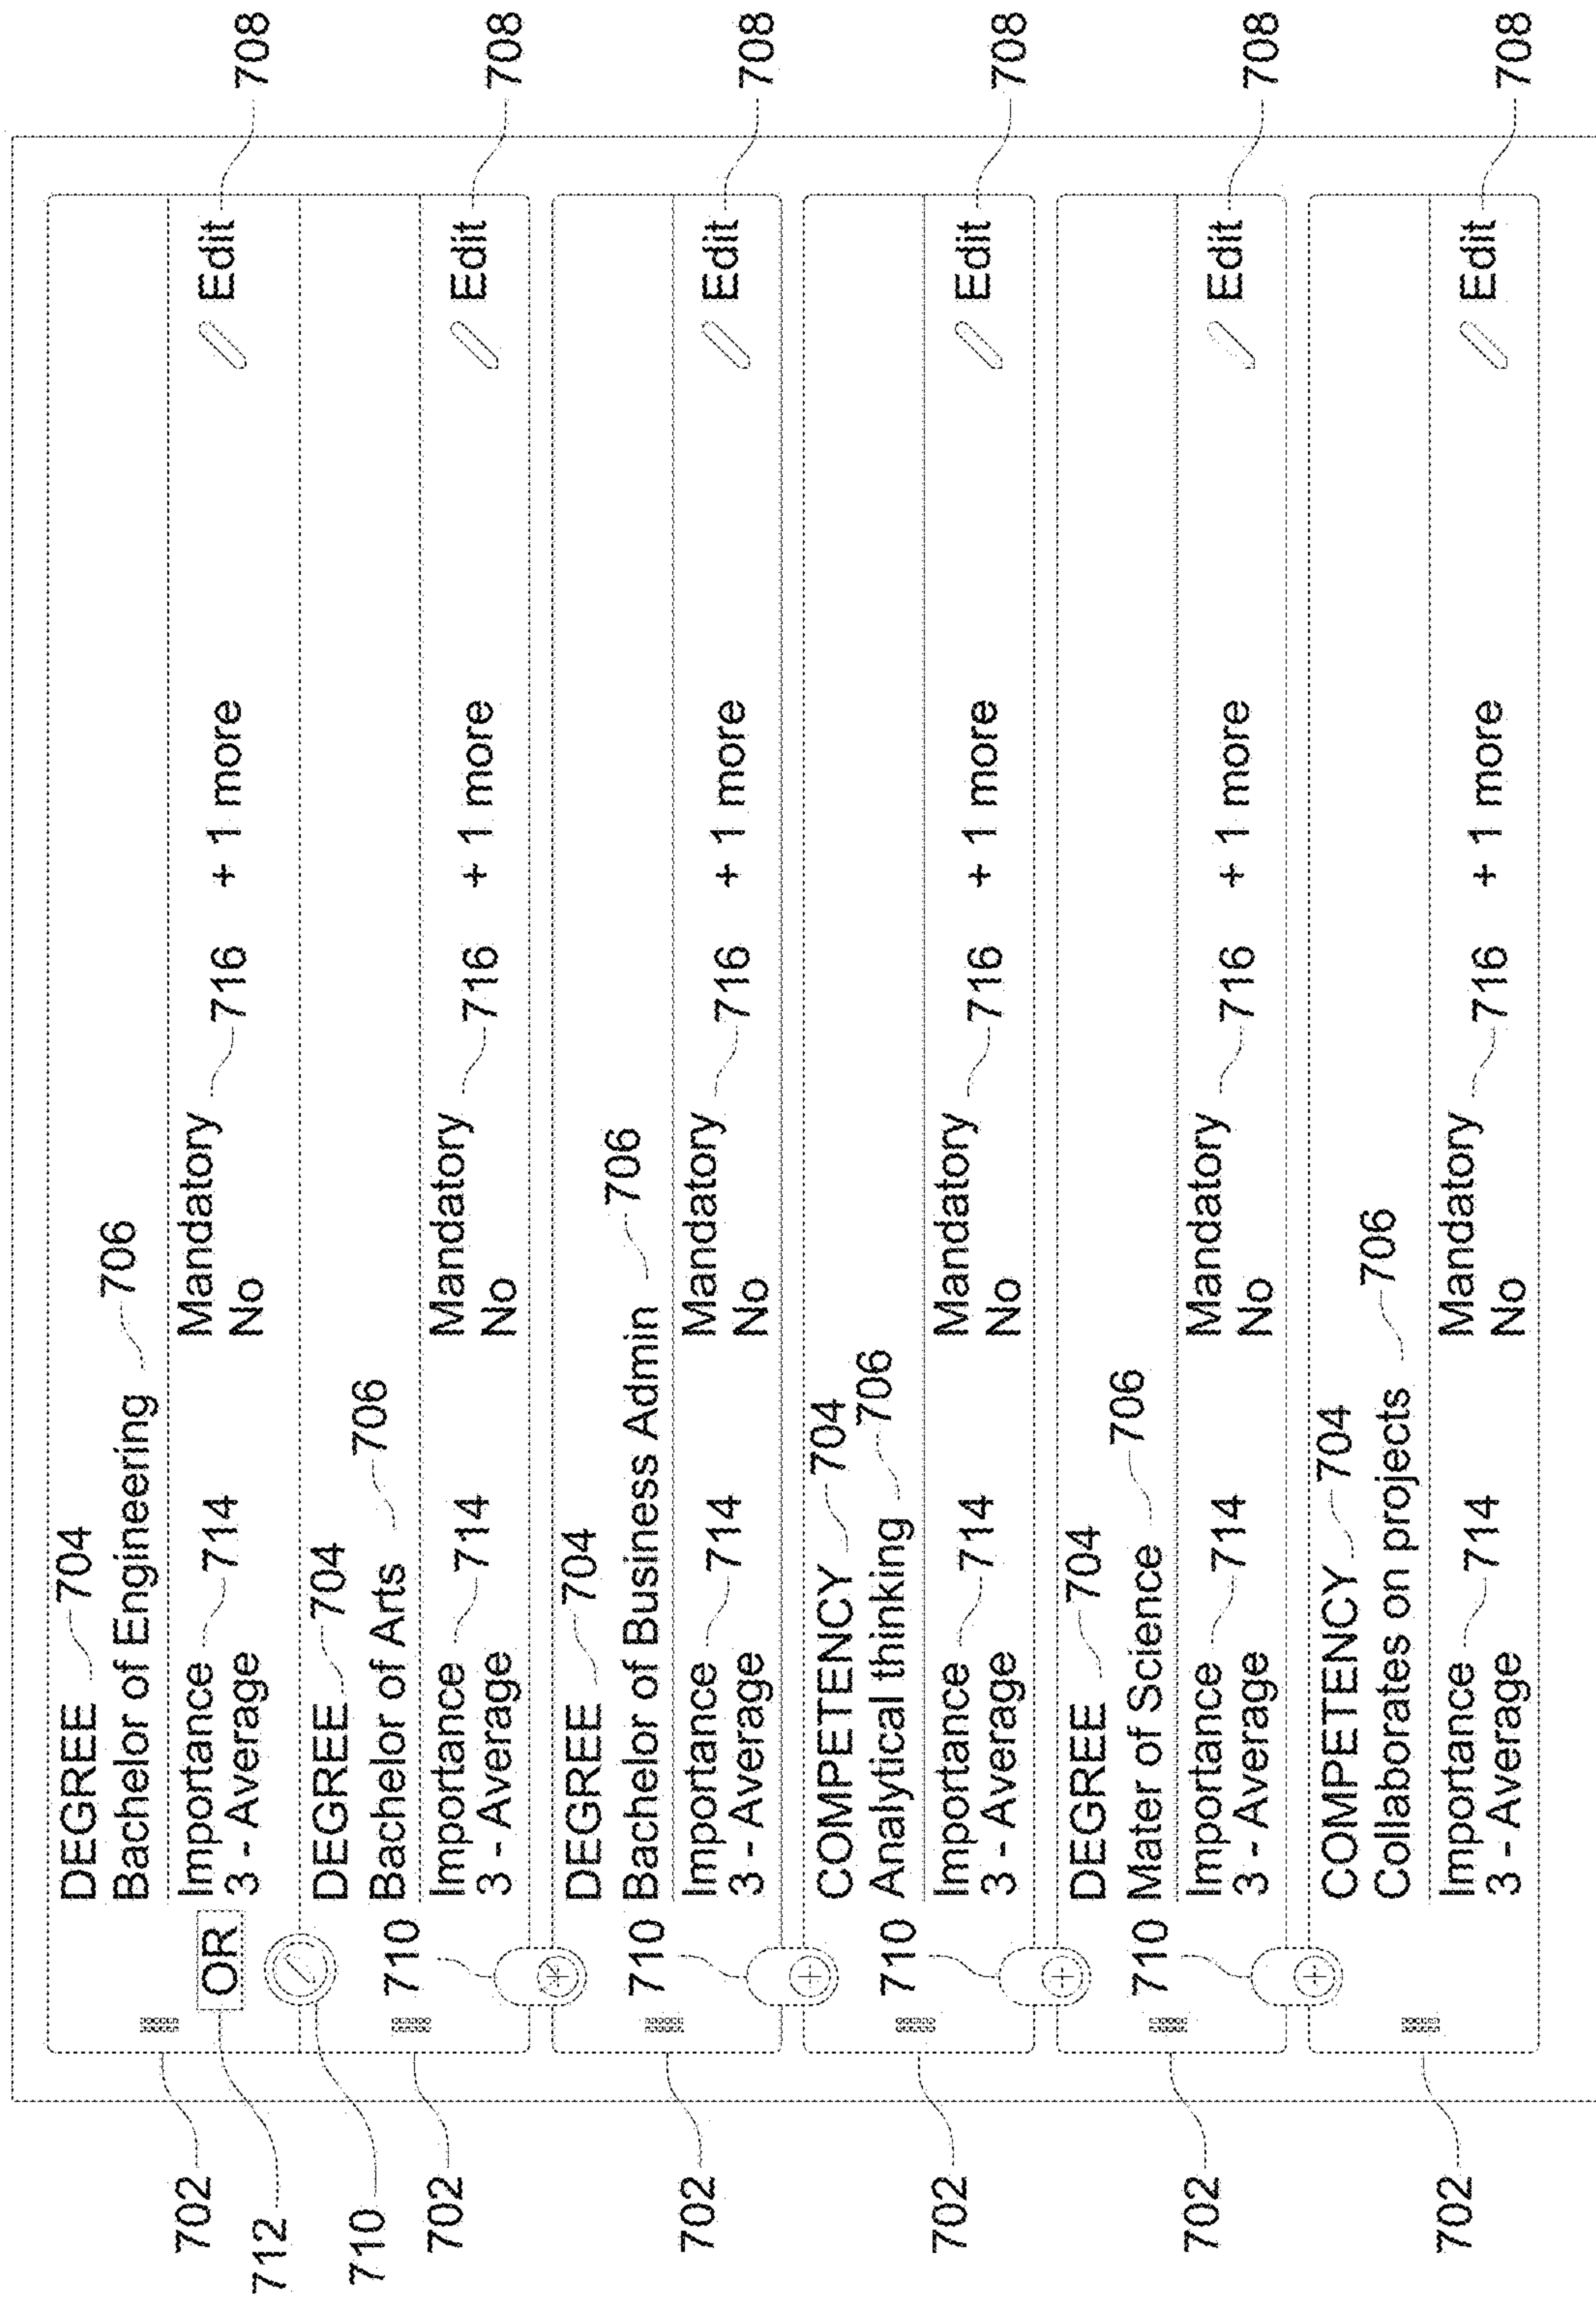 DEGREE 704
Bachelor of Engineering 706
702
712 OR
Importance 714 Mandatory 716 + 1 more Edit 708
3 - Average No
710
DEGREE 704
Bachelor of Arts 706
702
710
Importance 714 Mandatory 716 + 1 more Edit 708
3 - Average No
DEGREE 704
710 Bachelor of Business Admin 706
702
Importance 714 Mandatory 716 + 1 more Edit 708
3 - Average No
COMPETENCY 704
710 Analytical thinking 706
702
Importance 714 Mandatory 716 + 1 more Edit 708
3 - Average No
DEGREE 704
710 Mater of Science 706
702
Importance 714 Mandatory 716 + 1 more Edit 708
3 - Average No
COMPETENCY 704
Collaborates on projects 706
702
Importance 714 Mandatory 716 + 1 more Edit 708
3 - Average No